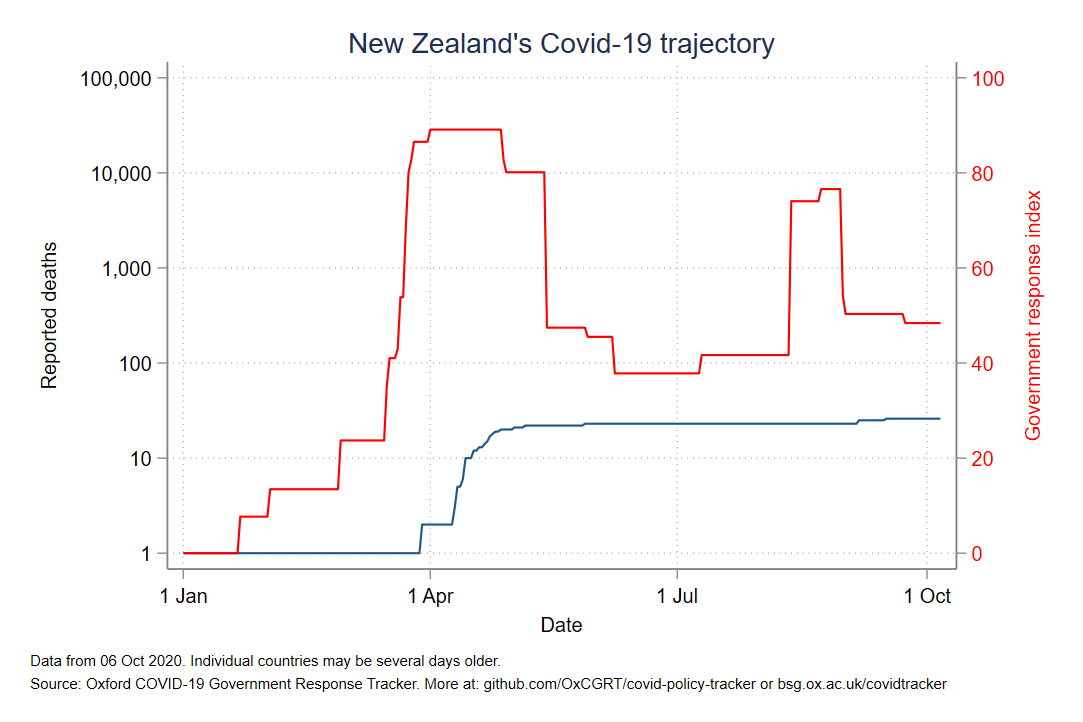 New Zealand's Covid-19 trajectory
100,000
10,000
1,000
100
10
1
Reported deaths
100
80
60
40
20
0
Government response index
1 Jan
1 Apr
1 Jul
1 Oct
Date
Data from 06 Oct 2020. Individual countries may be several days older.
Source: Oxford COVID-19 Government Response Tracker. More at: github.com/OxCGRT/covid-policy-tracker or bsg.ox.ac.uk/covidtracker